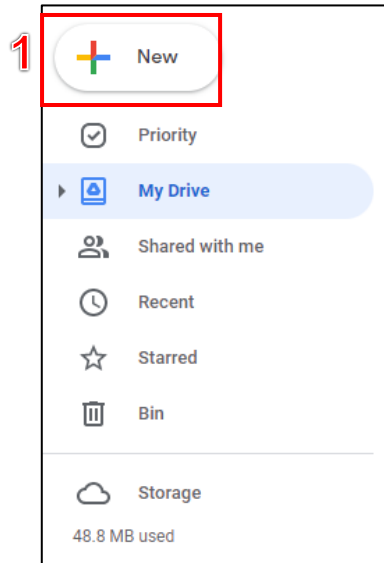 1
New
Priority
My Drive
Shared with me
Recent
Starred
Bin
Storage
48.8 MB used